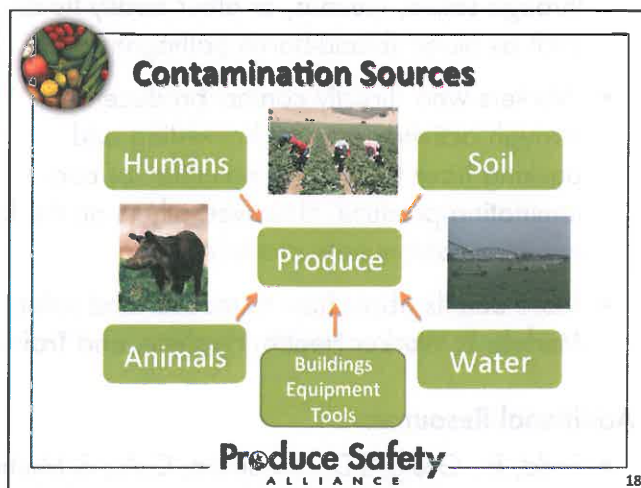 Contamination Sources
Humans
Soil
Produce
Animals
Buildings
Equipment
Tools
Water
Produce Safety
ALLIANCE
18